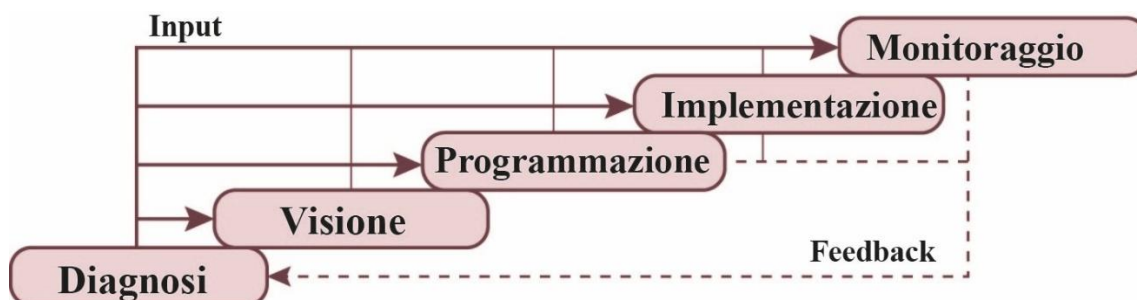 Input
Monitoraggio
Implementazione
Programmazione
Visione
Feedback
Diagnosi